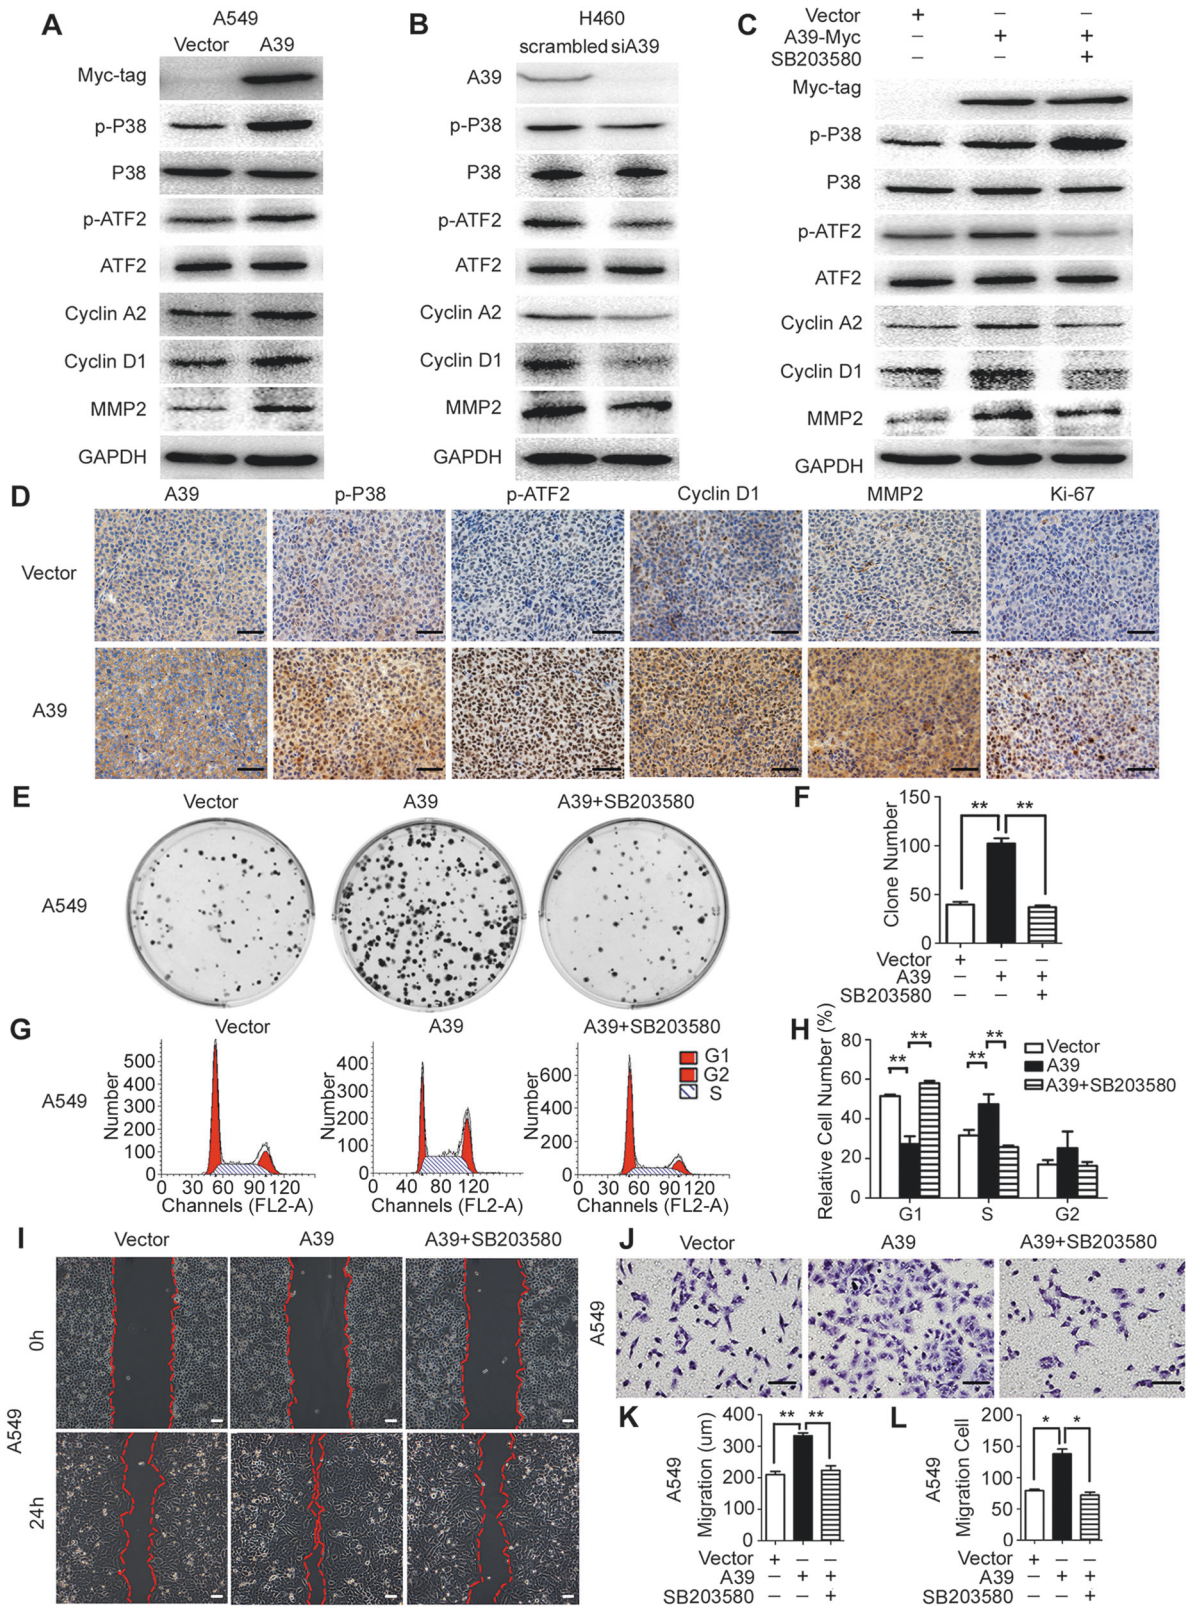 A
A549
Vector A39
Myc-tag
p-P38
P38
p-ATF2
ATF2
Cyclin A2
Cyclin D1
MMP2
GAPDH
B
H460
scrambled siA39
A39
p-P38
P38
p-ATF2
ATF2
Cyclin A2
Cyclin D1
MMP2
GAPDH
C
Vector + − −
A39-Myc − + +
SB203580 − − +
Myc-tag
p-P38
P38
p-ATF2
ATF2
Cyclin A2
Cyclin D1
MMP2
GAPDH
D
A39 p-P38 p-ATF2 Cyclin D1 MMP2 Ki-67
Vector
A39
E
Vector A39 A39+SB203580
A549
F
Clone Number
150
100
50
0
** **
Vector + − −
A39 − + +
SB203580 − − +
G
Vector A39 A39+SB203580
A549
Number
500
400
300
200
100
0
0 30 60 90 120
Channels (FL2-A)
Number
400
300
200
100
0
0 40 80 120
Channels (FL2-A)
Number
600
400
200
0
0 30 60 90 120
Channels (FL2-A)
G1
G2
S
H
Relative Cell Number (%)
80
60
40
20
0
** **
** **
G1 S G2
Vector
A39
A39+SB203580
I
Vector A39 A39+SB203580
A549
0h
24h
J
Vector A39 A39+SB203580
A549
K
A549
Migration (um)
400
300
200
100
0
** **
Vector + − −
A39 − + +
SB203580 − − +
L
A549
Migration Cell
200
150
100
50
0
* *
Vector + − −
A39 − + +
SB203580 − − +